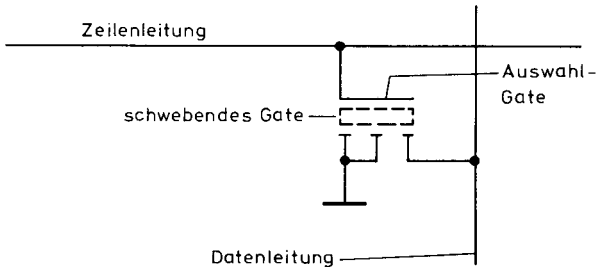 Zeilenleitung
Auswahl-
Gate
schwebendes Gate
Datenleitung